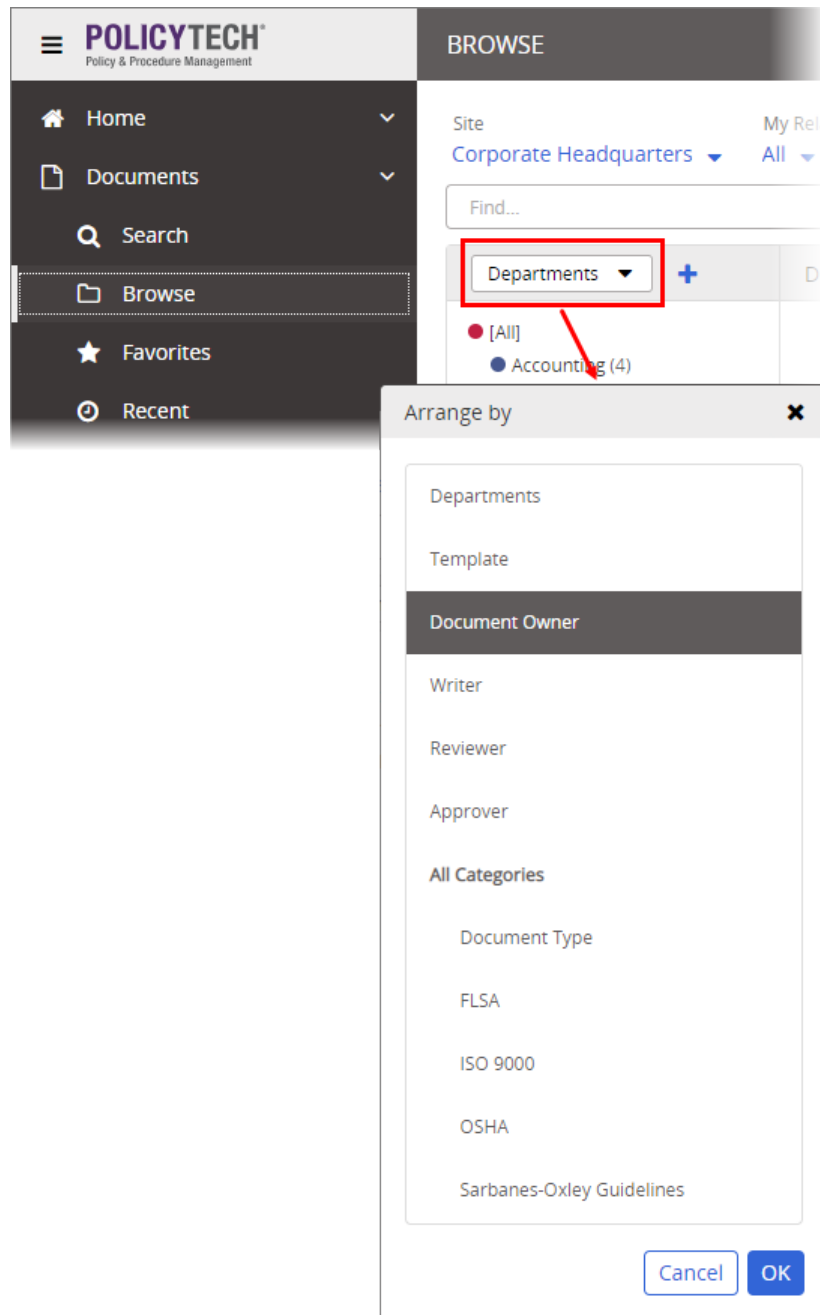 POLICYTECH®
Policy & Procedure Management
BROWSE
Home
Documents
Search
Browse
Favorites
Recent
Site
My Rel
Corporate Headquarters
All
Find...
Departments
D
[All]
Accounting (4)
Arrange by
Departments
Template
Document Owner
Writer
Reviewer
Approver
All Categories
Document Type
FLSA
ISO 9000
OSHA
Sarbanes-Oxley Guidelines
Cancel
OK